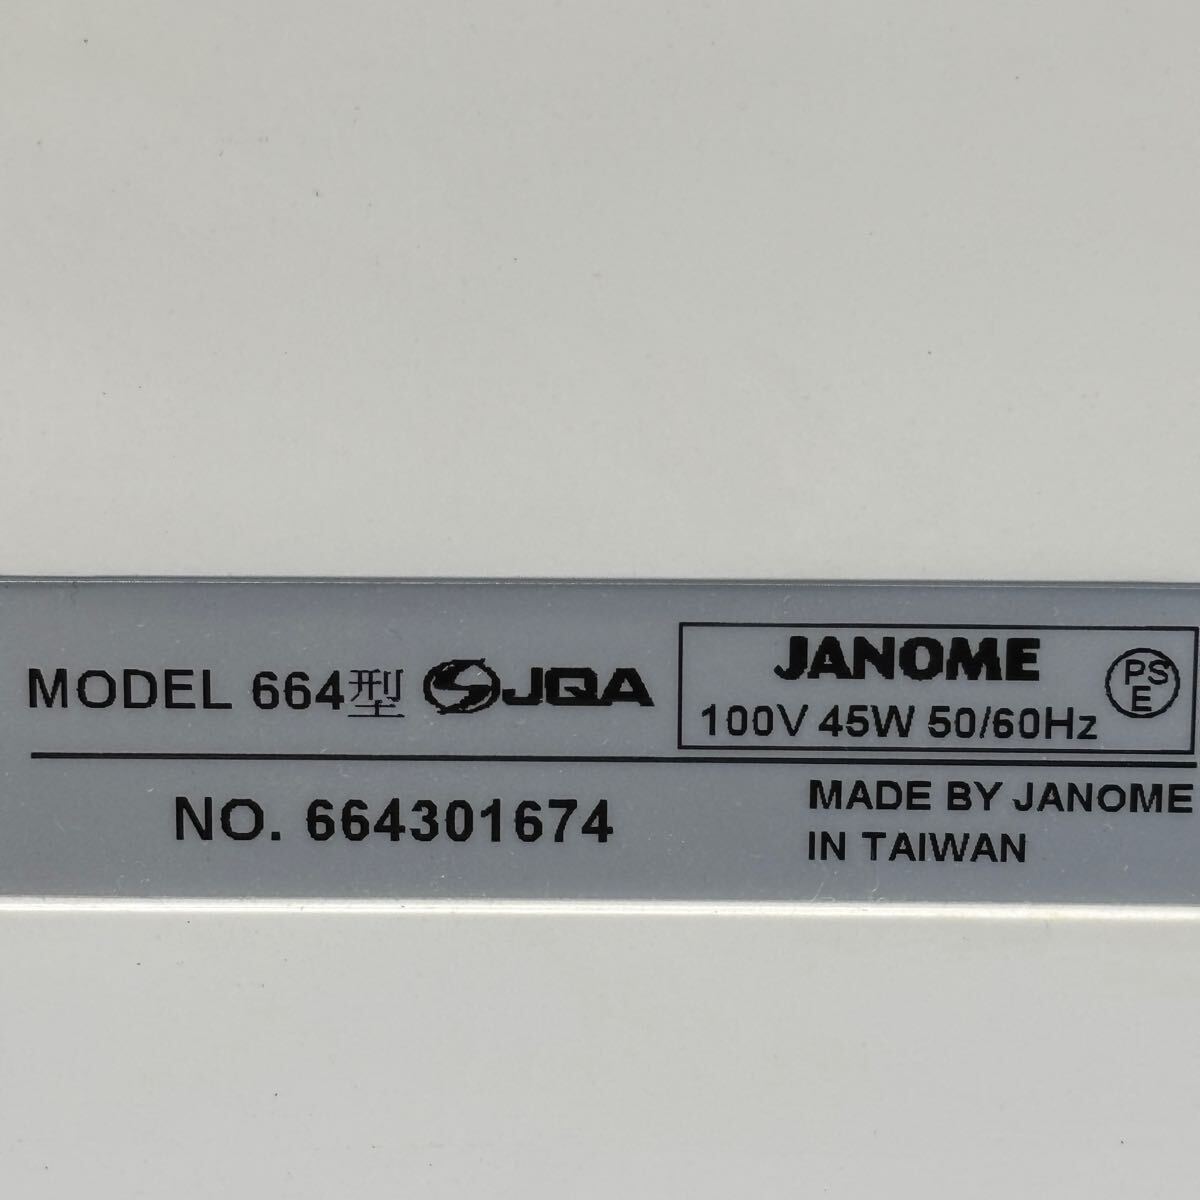 MODEL 664型 JQA
JANOME
100V 45W 50/60Hz
PS
E
NO. 664301674
MADE BY JANOME
IN TAIWAN